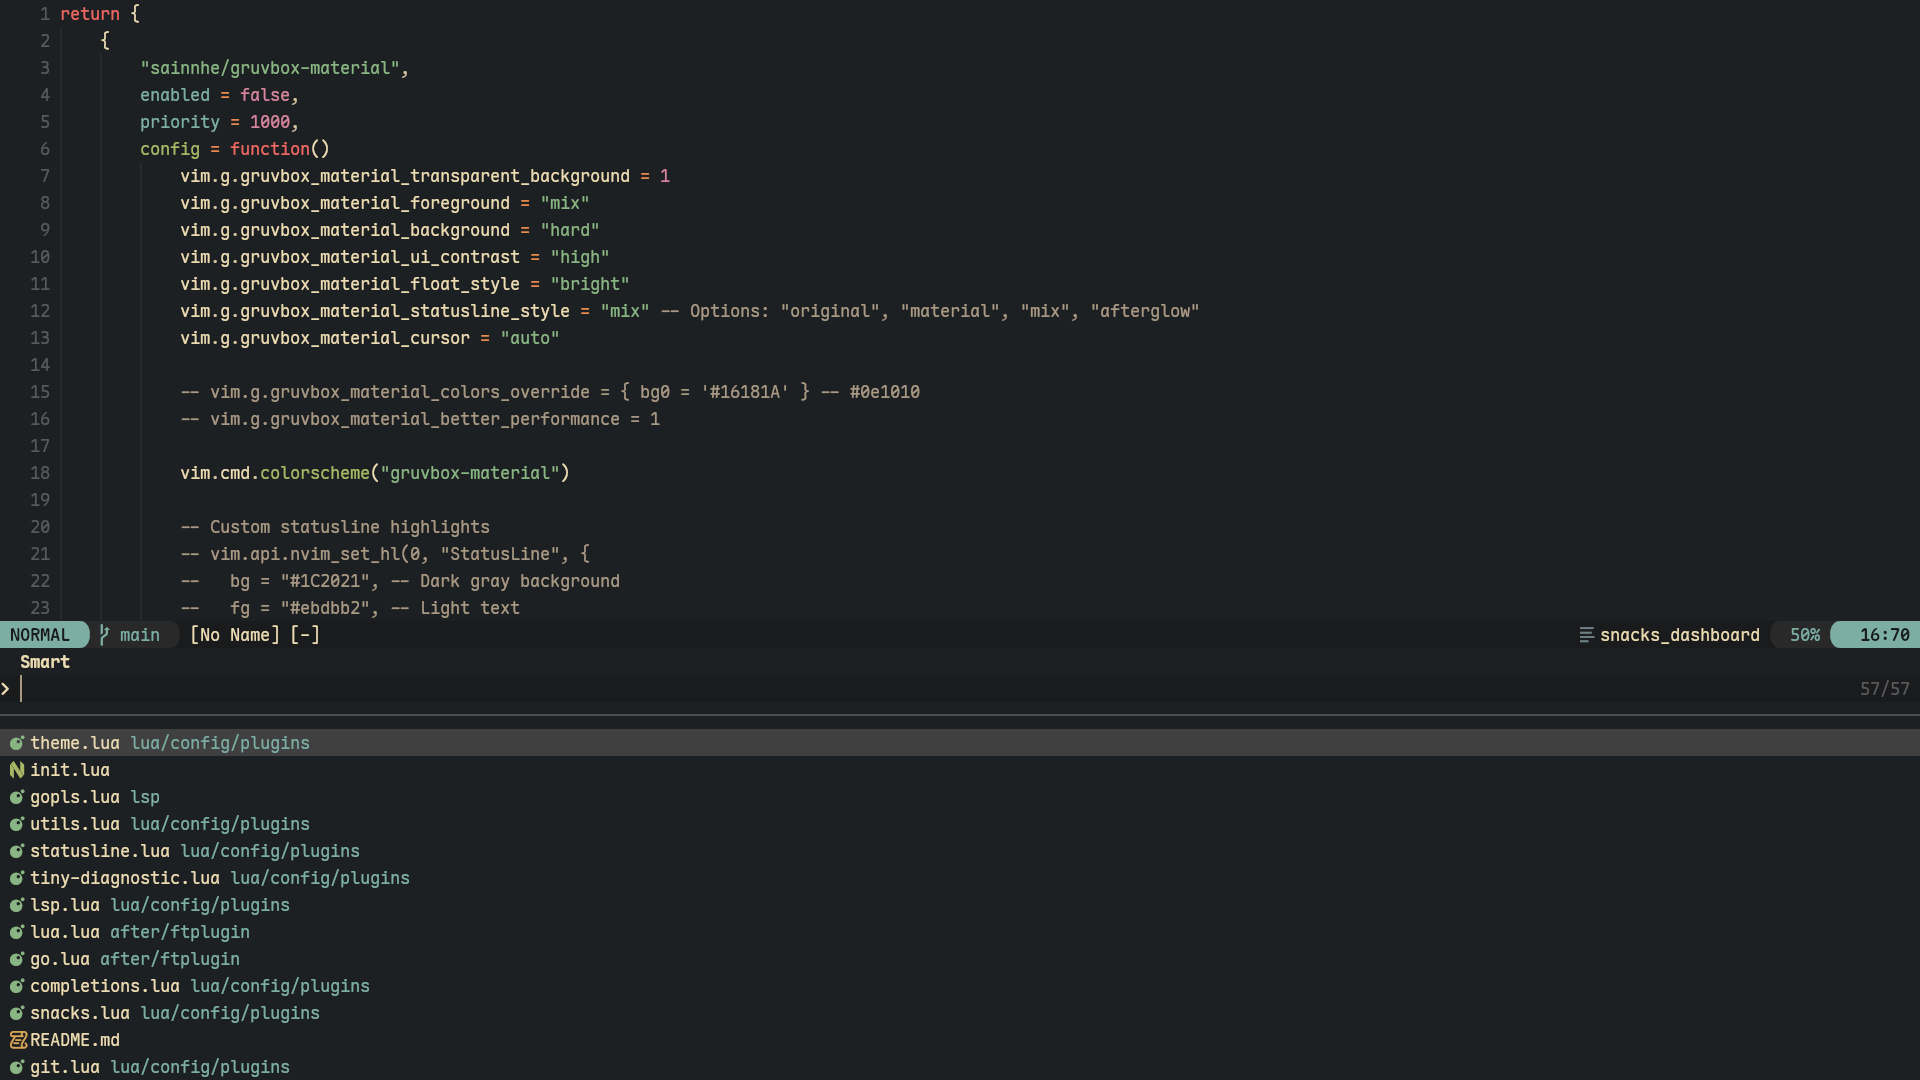 1 return {
2     {
3         "sainnhe/gruvbox-material",
4         enabled = false,
5         priority = 1000,
6         config = function()
7             vim.g.gruvbox_material_transparent_background = 1
8             vim.g.gruvbox_material_foreground = "mix"
9             vim.g.gruvbox_material_background = "hard"
10             vim.g.gruvbox_material_ui_contrast = "high"
11             vim.g.gruvbox_material_float_style = "bright"
12             vim.g.gruvbox_material_statusline_style = "mix" -- Options: "original", "material", "mix", "afterglow"
13             vim.g.gruvbox_material_cursor = "auto"
14
15             -- vim.g.gruvbox_material_colors_override = { bg0 = '#16181A' } -- #0e1010
16             -- vim.g.gruvbox_material_better_performance = 1
17
18             vim.cmd.colorscheme("gruvbox-material")
19
20             -- Custom statusline highlights
21             -- vim.api.nvim_set_hl(0, "StatusLine", {
22             --   bg = "#1C2021", -- Dark gray background
23             --   fg = "#ebdbb2", -- Light text
NORMAL main [No Name] [-] snacks_dashboard 50% 16:70
Smart
> 57/57
theme.lua lua/config/plugins
init.lua
gopls.lua lsp
utils.lua lua/config/plugins
statusline.lua lua/config/plugins
tiny-diagnostic.lua lua/config/plugins
lsp.lua lua/config/plugins
lua.lua after/ftplugin
go.lua after/ftplugin
completions.lua lua/config/plugins
snacks.lua lua/config/plugins
README.md
git.lua lua/config/plugins